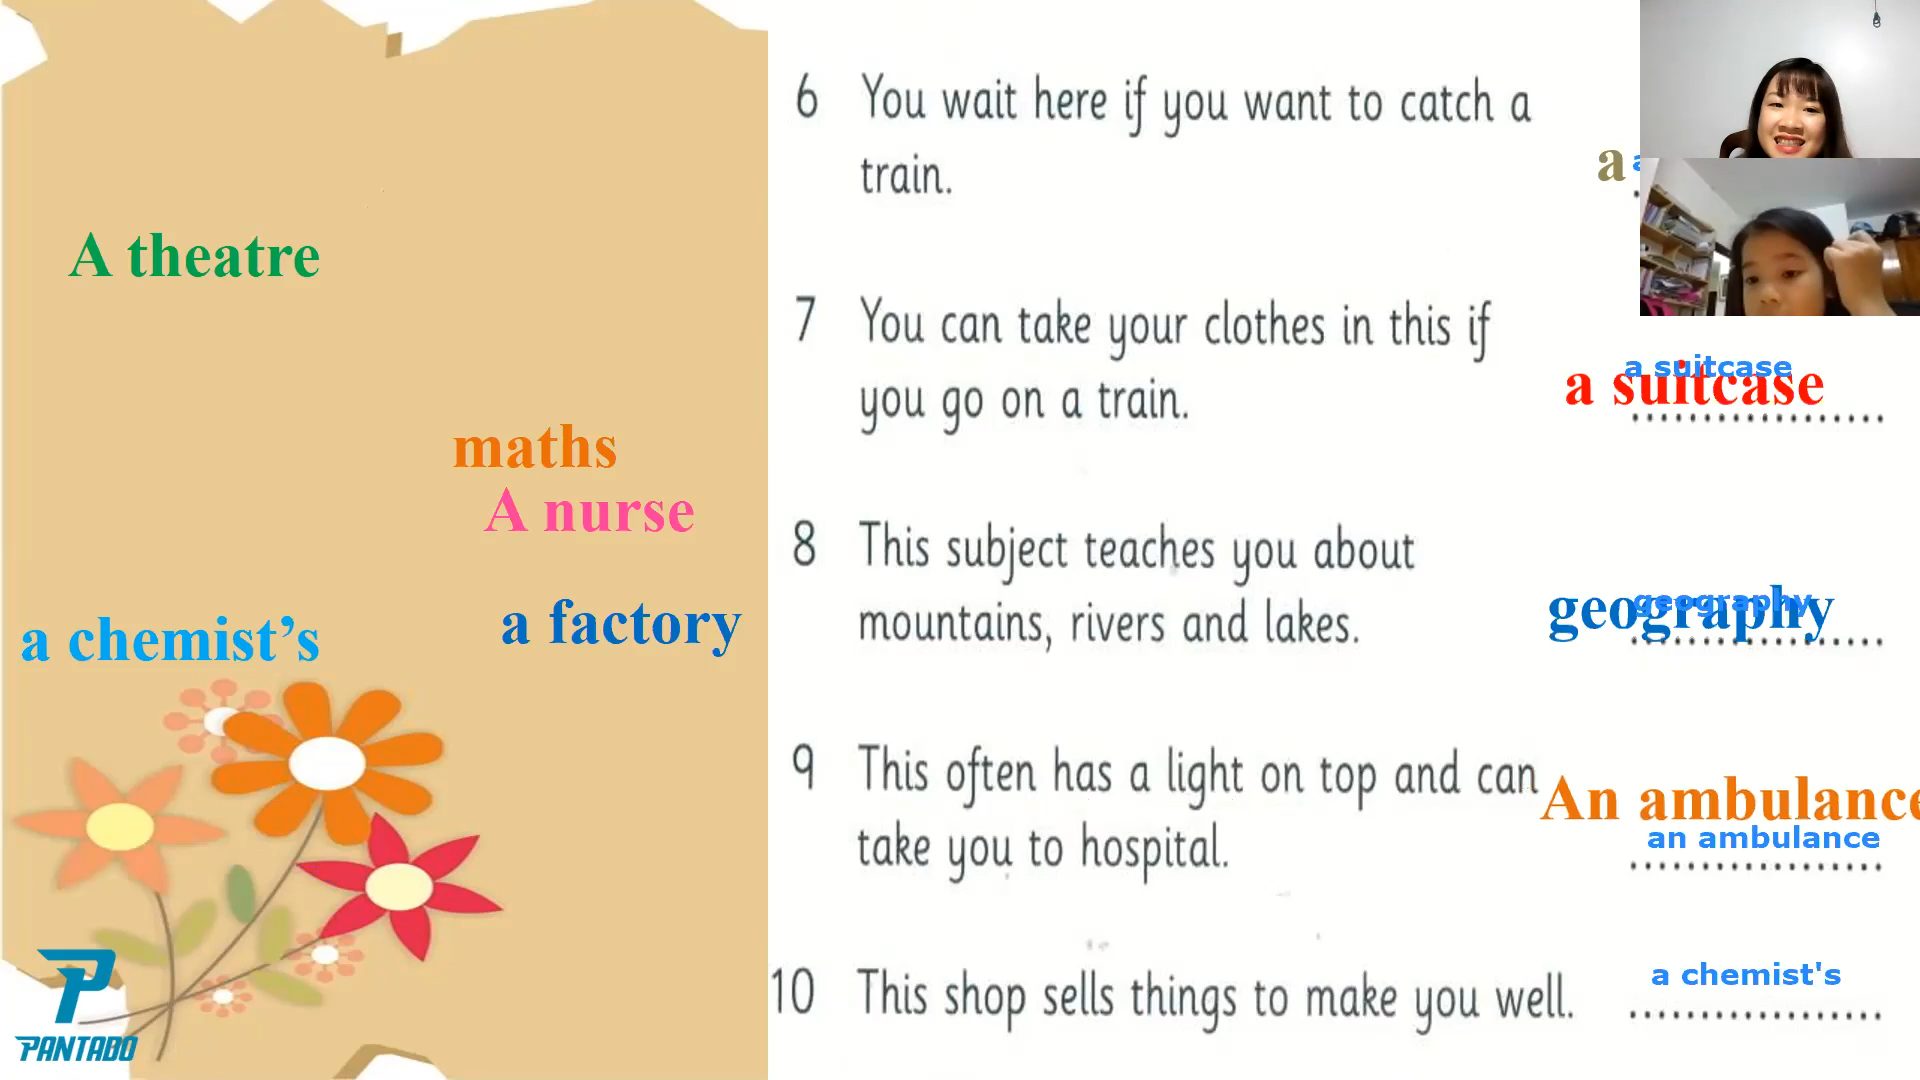 A theatre
maths
A nurse
a factory
a chemist’s
PANTADO
6 You wait here if you want to catch a
train.
a
7 You can take your clothes in this if
you go on a train.
a suitcase
a suitcase
8 This subject teaches you about
mountains, rivers and lakes.
geography
geography
9 This often has a light on top and can
take you to hospital.
An ambulance
an ambulance
10 This shop sells things to make you well.
a chemist's